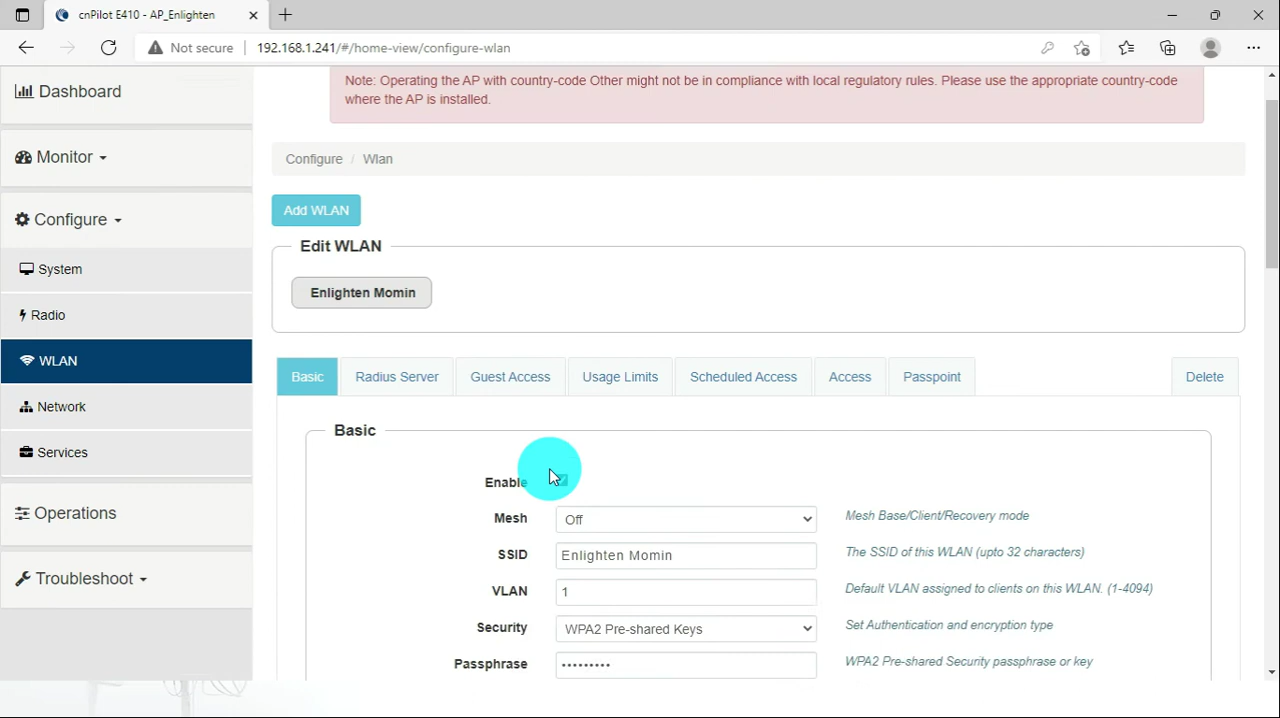 cnPilot E410 - AP_Enlighten
Not secure
192.168.1.241/#/home-view/configure-wlan
Note: Operating the AP with country-code Other might not be in compliance with local regulatory rules. Please use the appropriate country-code
where the AP is installed.
Dashboard
Monitor
Configure
System
Radio
WLAN
Network
Services
Operations
Troubleshoot
Configure / Wlan
Add WLAN
Edit WLAN
Enlighten Momin
Basic Radius Server Guest Access Usage Limits Scheduled Access Access Passpoint Delete
Basic
Enable
Mesh Off Mesh Base/Client/Recovery mode
SSID Enlighten Momin The SSID of this WLAN (upto 32 characters)
VLAN 1 Default VLAN assigned to clients on this WLAN. (1-4094)
Security WPA2 Pre-shared Keys Set Authentication and encryption type
Passphrase ••••••••• WPA2 Pre-shared Security passphrase or key